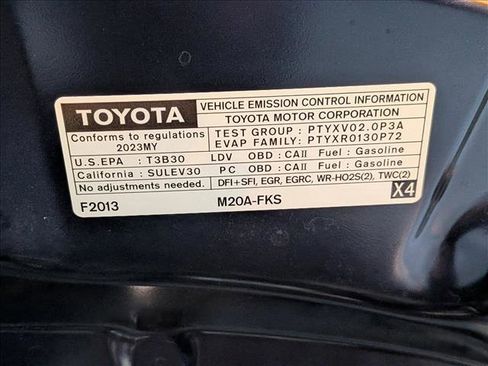 TOYOTA
VEHICLE EMISSION CONTROL INFORMATION
TOYOTA MOTOR CORPORATION
Conforms to regulations
2023MY
TEST GROUP : PTYXV02.0P3A
EVAP FAMILY: PTYXR0130P72
U.S.EPA : T3B30 LDV OBD : CAII Fuel : Gasoline
California : SULEV30 PC OBD : CAII Fuel : Gasoline
No adjustments needed. DFI+SFI, EGR, EGRC, WR-HO2S(2), TWC(2)
F2013 M20A-FKS X4